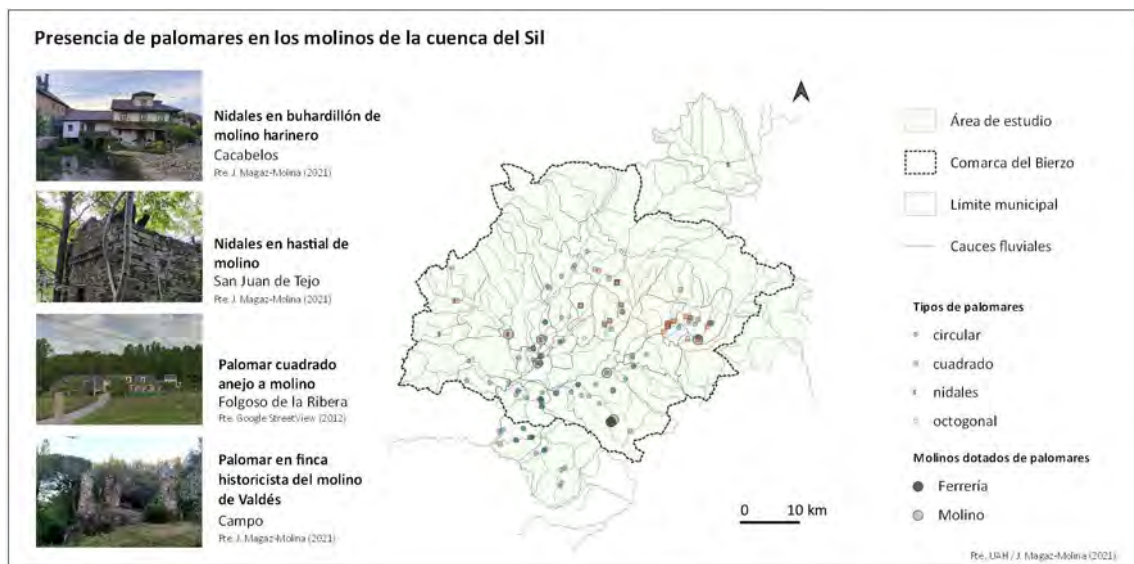 Presencia de palomares en los molinos de la cuenca del Sil
Nidales en buhardillón de
molino harinero
Cacabelos
Fte. J. Magaz-Molina (2021)
Nidales en hastial de
molino
San Juan de Tejo
Fte. J. Magaz-Molina (2021)
Palomar cuadrado
anejo a molino
Folgoso de la Ribera
Fte. Google StreetView (2012)
Palomar en finca
historicista del molino
de Valdés
Campo
Fte. J. Magaz-Molina (2021)
0 10 km
Área de estudio
Comarca del Bierzo
Límite municipal
Cauces fluviales
Tipos de palomares
circular
cuadrado
nidales
octogonal
Molinos dotados de palomares
Ferrería
Molino
Fte. UAH / J. Magaz-Molina (2021)